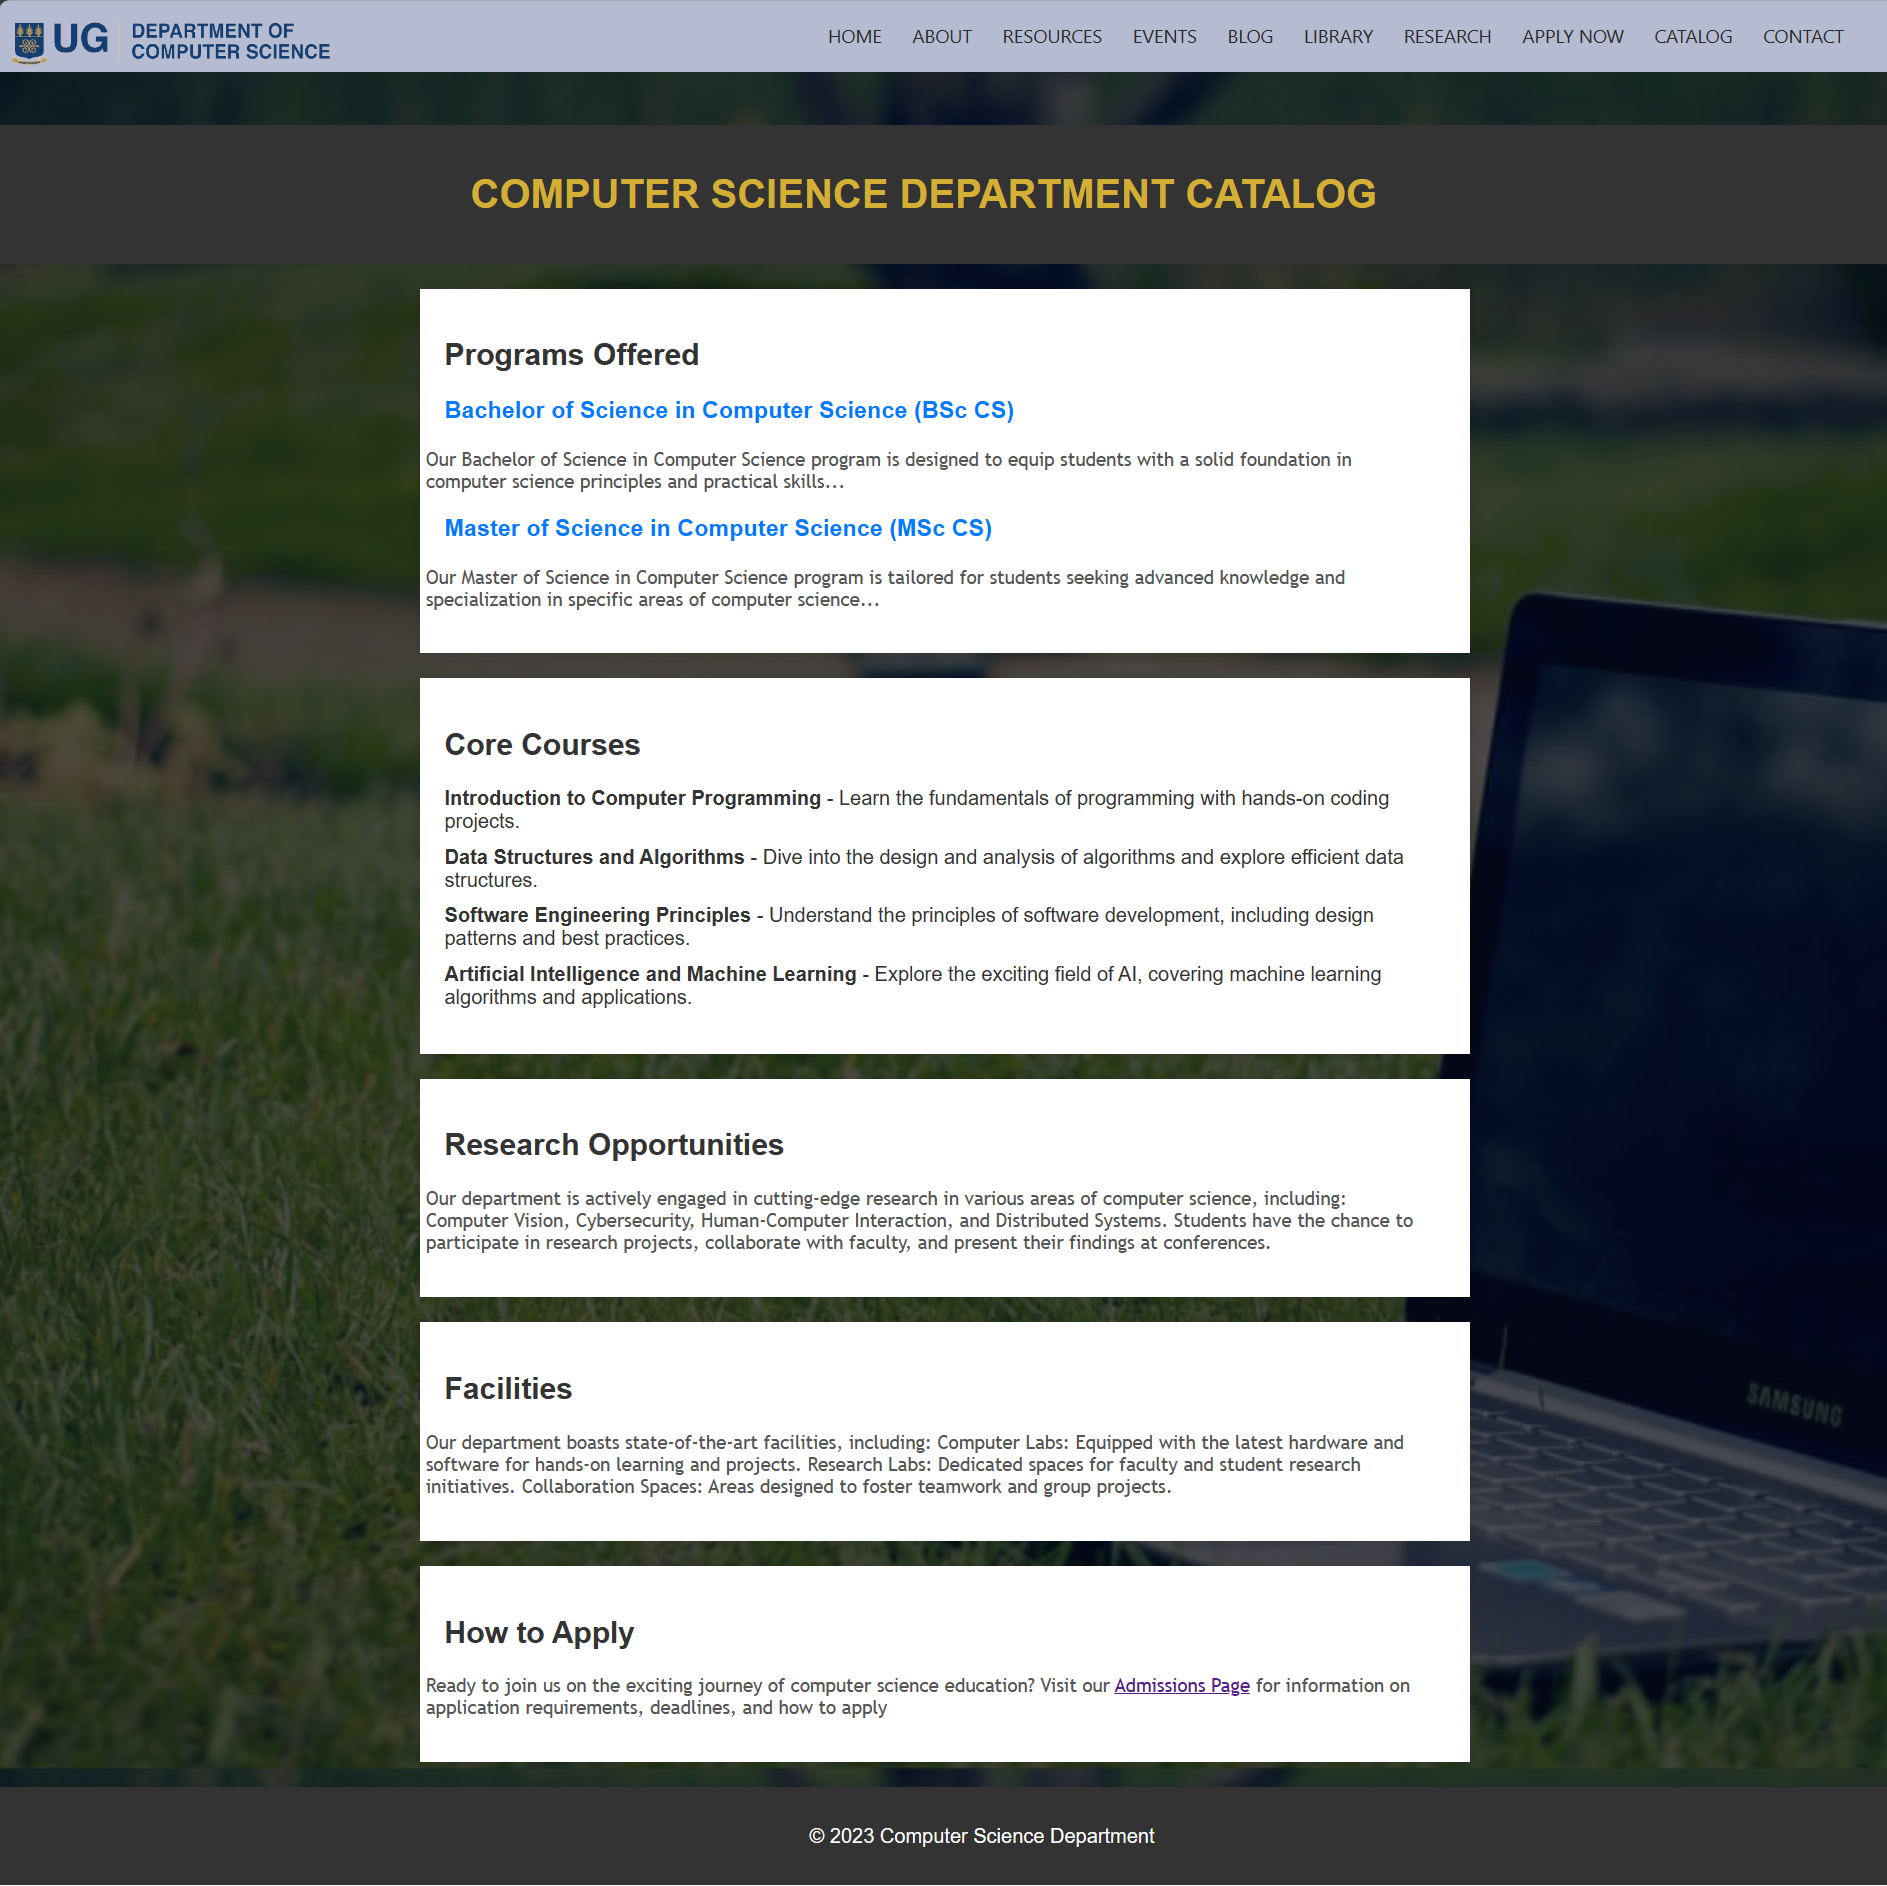 UG DEPARTMENT OF
COMPUTER SCIENCE
HOME ABOUT RESOURCES EVENTS BLOG LIBRARY RESEARCH APPLY NOW CATALOG CONTACT
COMPUTER SCIENCE DEPARTMENT CATALOG
Programs Offered
Bachelor of Science in Computer Science (BSc CS)
Our Bachelor of Science in Computer Science program is designed to equip students with a solid foundation in
computer science principles and practical skills...
Master of Science in Computer Science (MSc CS)
Our Master of Science in Computer Science program is tailored for students seeking advanced knowledge and
specialization in specific areas of computer science...
Core Courses
Introduction to Computer Programming - Learn the fundamentals of programming with hands-on coding
projects.
Data Structures and Algorithms - Dive into the design and analysis of algorithms and explore efficient data
structures.
Software Engineering Principles - Understand the principles of software development, including design
patterns and best practices.
Artificial Intelligence and Machine Learning - Explore the exciting field of AI, covering machine learning
algorithms and applications.
Research Opportunities
Our department is actively engaged in cutting-edge research in various areas of computer science, including:
Computer Vision, Cybersecurity, Human-Computer Interaction, and Distributed Systems. Students have the chance to
participate in research projects, collaborate with faculty, and present their findings at conferences.
Facilities
SAMSUNG
Our department boasts state-of-the-art facilities, including: Computer Labs: Equipped with the latest hardware and
software for hands-on learning and projects. Research Labs: Dedicated spaces for faculty and student research
initiatives. Collaboration Spaces: Areas designed to foster teamwork and group projects.
How to Apply
Ready to join us on the exciting journey of computer science education? Visit our Admissions Page for information on
application requirements, deadlines, and how to apply
© 2023 Computer Science Department